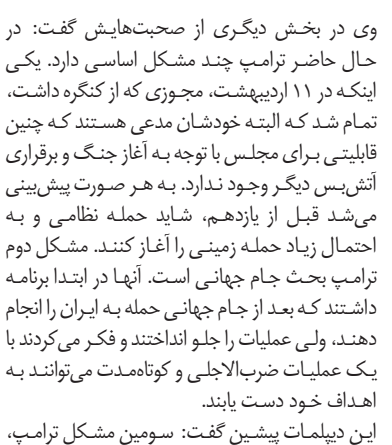 وی در بخش دیگری از صحبت‌هایش گفت: در
حال حاضر ترامپ چند مشکل اساسی دارد. یکی
اینکه در ۱۱ اردیبهشت، مجوزی که از کنگره داشت،
تمام شد که البته خودشان مدعی هستند که چنین
قابلیتی برای مجلس با توجه به آغاز جنگ و برقراری
آتش‌بس دیگر وجود ندارد. به هر صورت پیش‌بینی
می‌شد قبل از یازدهم، شاید حمله نظامی و به
احتمال زیاد حمله زمینی را آغاز کنند. مشکل دوم
ترامپ بحث جام جهانی است. آنها در ابتدا برنامه
داشتند که بعد از جام جهانی حمله به ایران را انجام
دهند، ولی عملیات را جلو انداختند و فکر می‌کردند با
یک عملیات ضرب‌الاجلی و کوتاه‌مدت می‌توانند به
اهداف خود دست یابند.
این دیپلمات پیشین گفت: سومین مشکل ترامپ،